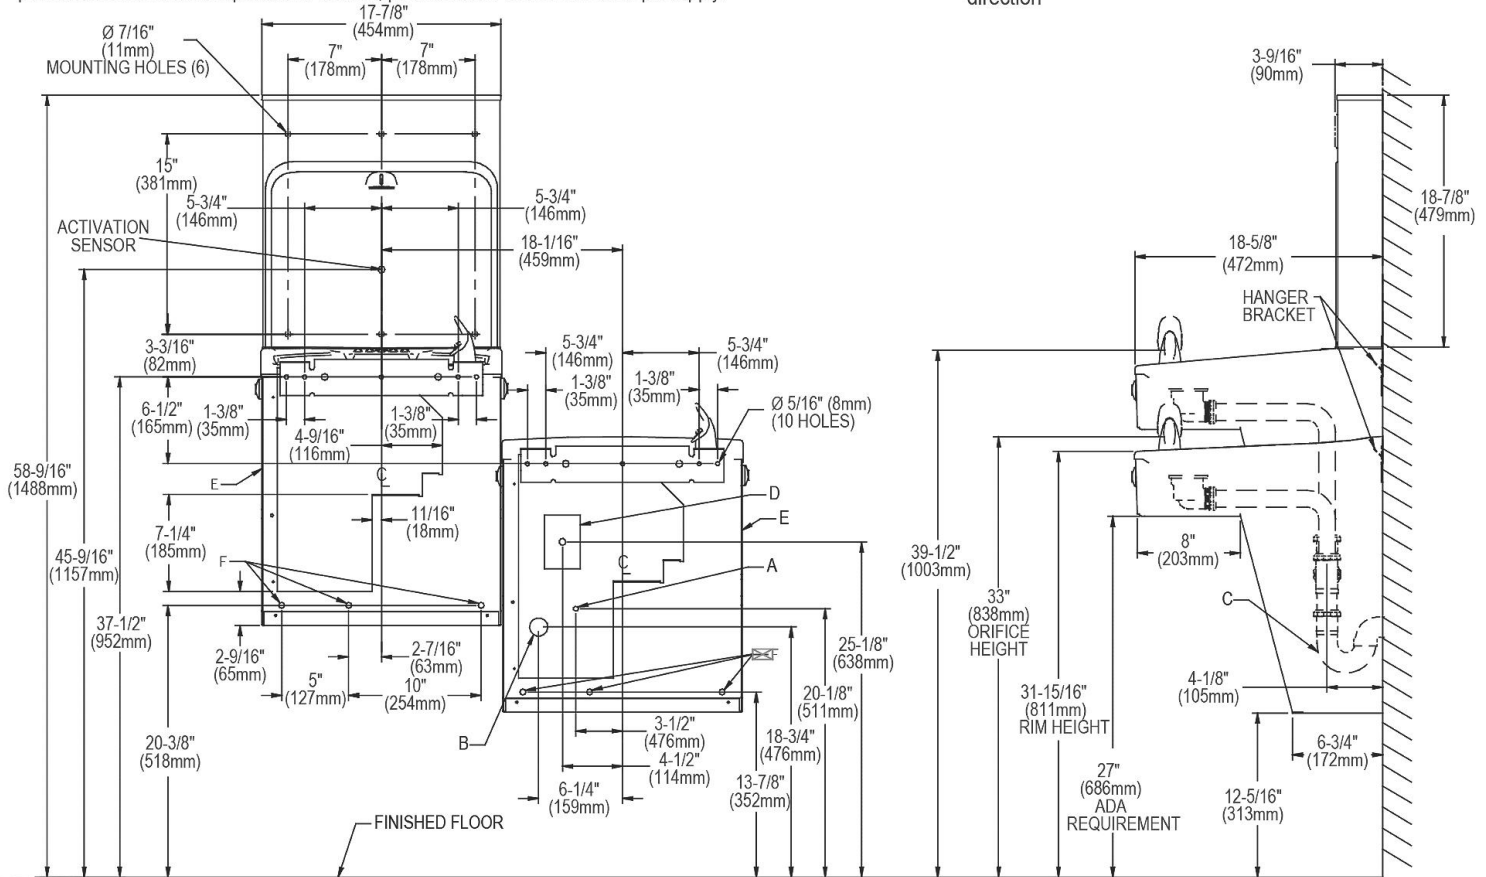 direction
17-7/8"
(454mm)
Ø 7/16"
(11mm)
MOUNTING HOLES (6)
7"
(178mm)
7"
(178mm)
3-9/16"
(90mm)
15"
(381mm)
5-3/4"
(146mm)
5-3/4"
(146mm)
18-7/8"
(479mm)
ACTIVATION
SENSOR
18-1/16"
(459mm)
18-5/8"
(472mm)
HANGER
BRACKET
3-3/16"
(82mm)
5-3/4"
(146mm)
5-3/4"
(146mm)
6-1/2"
(165mm)
1-3/8"
(35mm)
1-3/8"
(35mm)
1-3/8"
(35mm)
1-3/8"
(35mm)
Ø 5/16" (8mm)
(10 HOLES)
4-9/16"
(116mm)
58-9/16"
(1488mm)
E
C
D
E
11/16"
(18mm)
7-1/4"
(185mm)
45-9/16"
(1157mm)
F
C
A
39-1/2"
(1003mm)
8"
(203mm)
33"
(838mm)
ORIFICE
HEIGHT
C
37-1/2"
(952mm)
2-9/16"
(65mm)
2-7/16"
(63mm)
F
25-1/8"
(638mm)
5"
(127mm)
10"
(254mm)
20-1/8"
(511mm)
31-15/16"
(811mm)
RIM HEIGHT
4-1/8"
(105mm)
20-3/8"
(518mm)
B
3-1/2"
(476mm)
18-3/4"
(476mm)
4-1/2"
(114mm)
6-3/4"
(172mm)
6-1/4"
(159mm)
13-7/8"
(352mm)
27"
(686mm)
ADA
REQUIREMENT
12-5/16"
(313mm)
FINISHED FLOOR